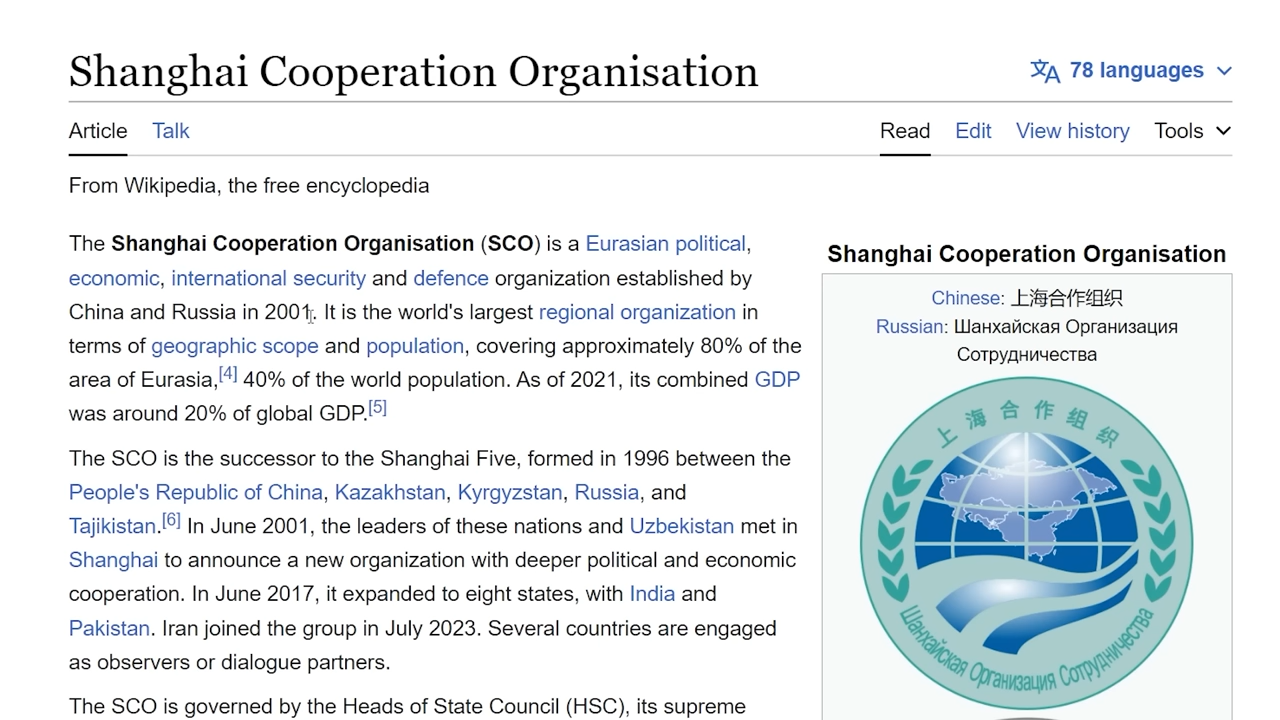 Shanghai Cooperation Organisation
文A 78 languages
Article Talk
Read Edit View history Tools
From Wikipedia, the free encyclopedia
The Shanghai Cooperation Organisation (SCO) is a Eurasian political,
economic, international security and defence organization established by
China and Russia in 2001. It is the world's largest regional organization in
terms of geographic scope and population, covering approximately 80% of the
area of Eurasia,[4] 40% of the world population. As of 2021, its combined GDP
was around 20% of global GDP.[5]
The SCO is the successor to the Shanghai Five, formed in 1996 between the
People's Republic of China, Kazakhstan, Kyrgyzstan, Russia, and
Tajikistan.[6] In June 2001, the leaders of these nations and Uzbekistan met in
Shanghai to announce a new organization with deeper political and economic
cooperation. In June 2017, it expanded to eight states, with India and
Pakistan. Iran joined the group in July 2023. Several countries are engaged
as observers or dialogue partners.
The SCO is governed by the Heads of State Council (HSC), its supreme
Shanghai Cooperation Organisation
Chinese: 上海合作组织
Russian: Шанхайская Организация
Сотрудничества
上海合作组织
Шанхайская Организация Сотрудничества